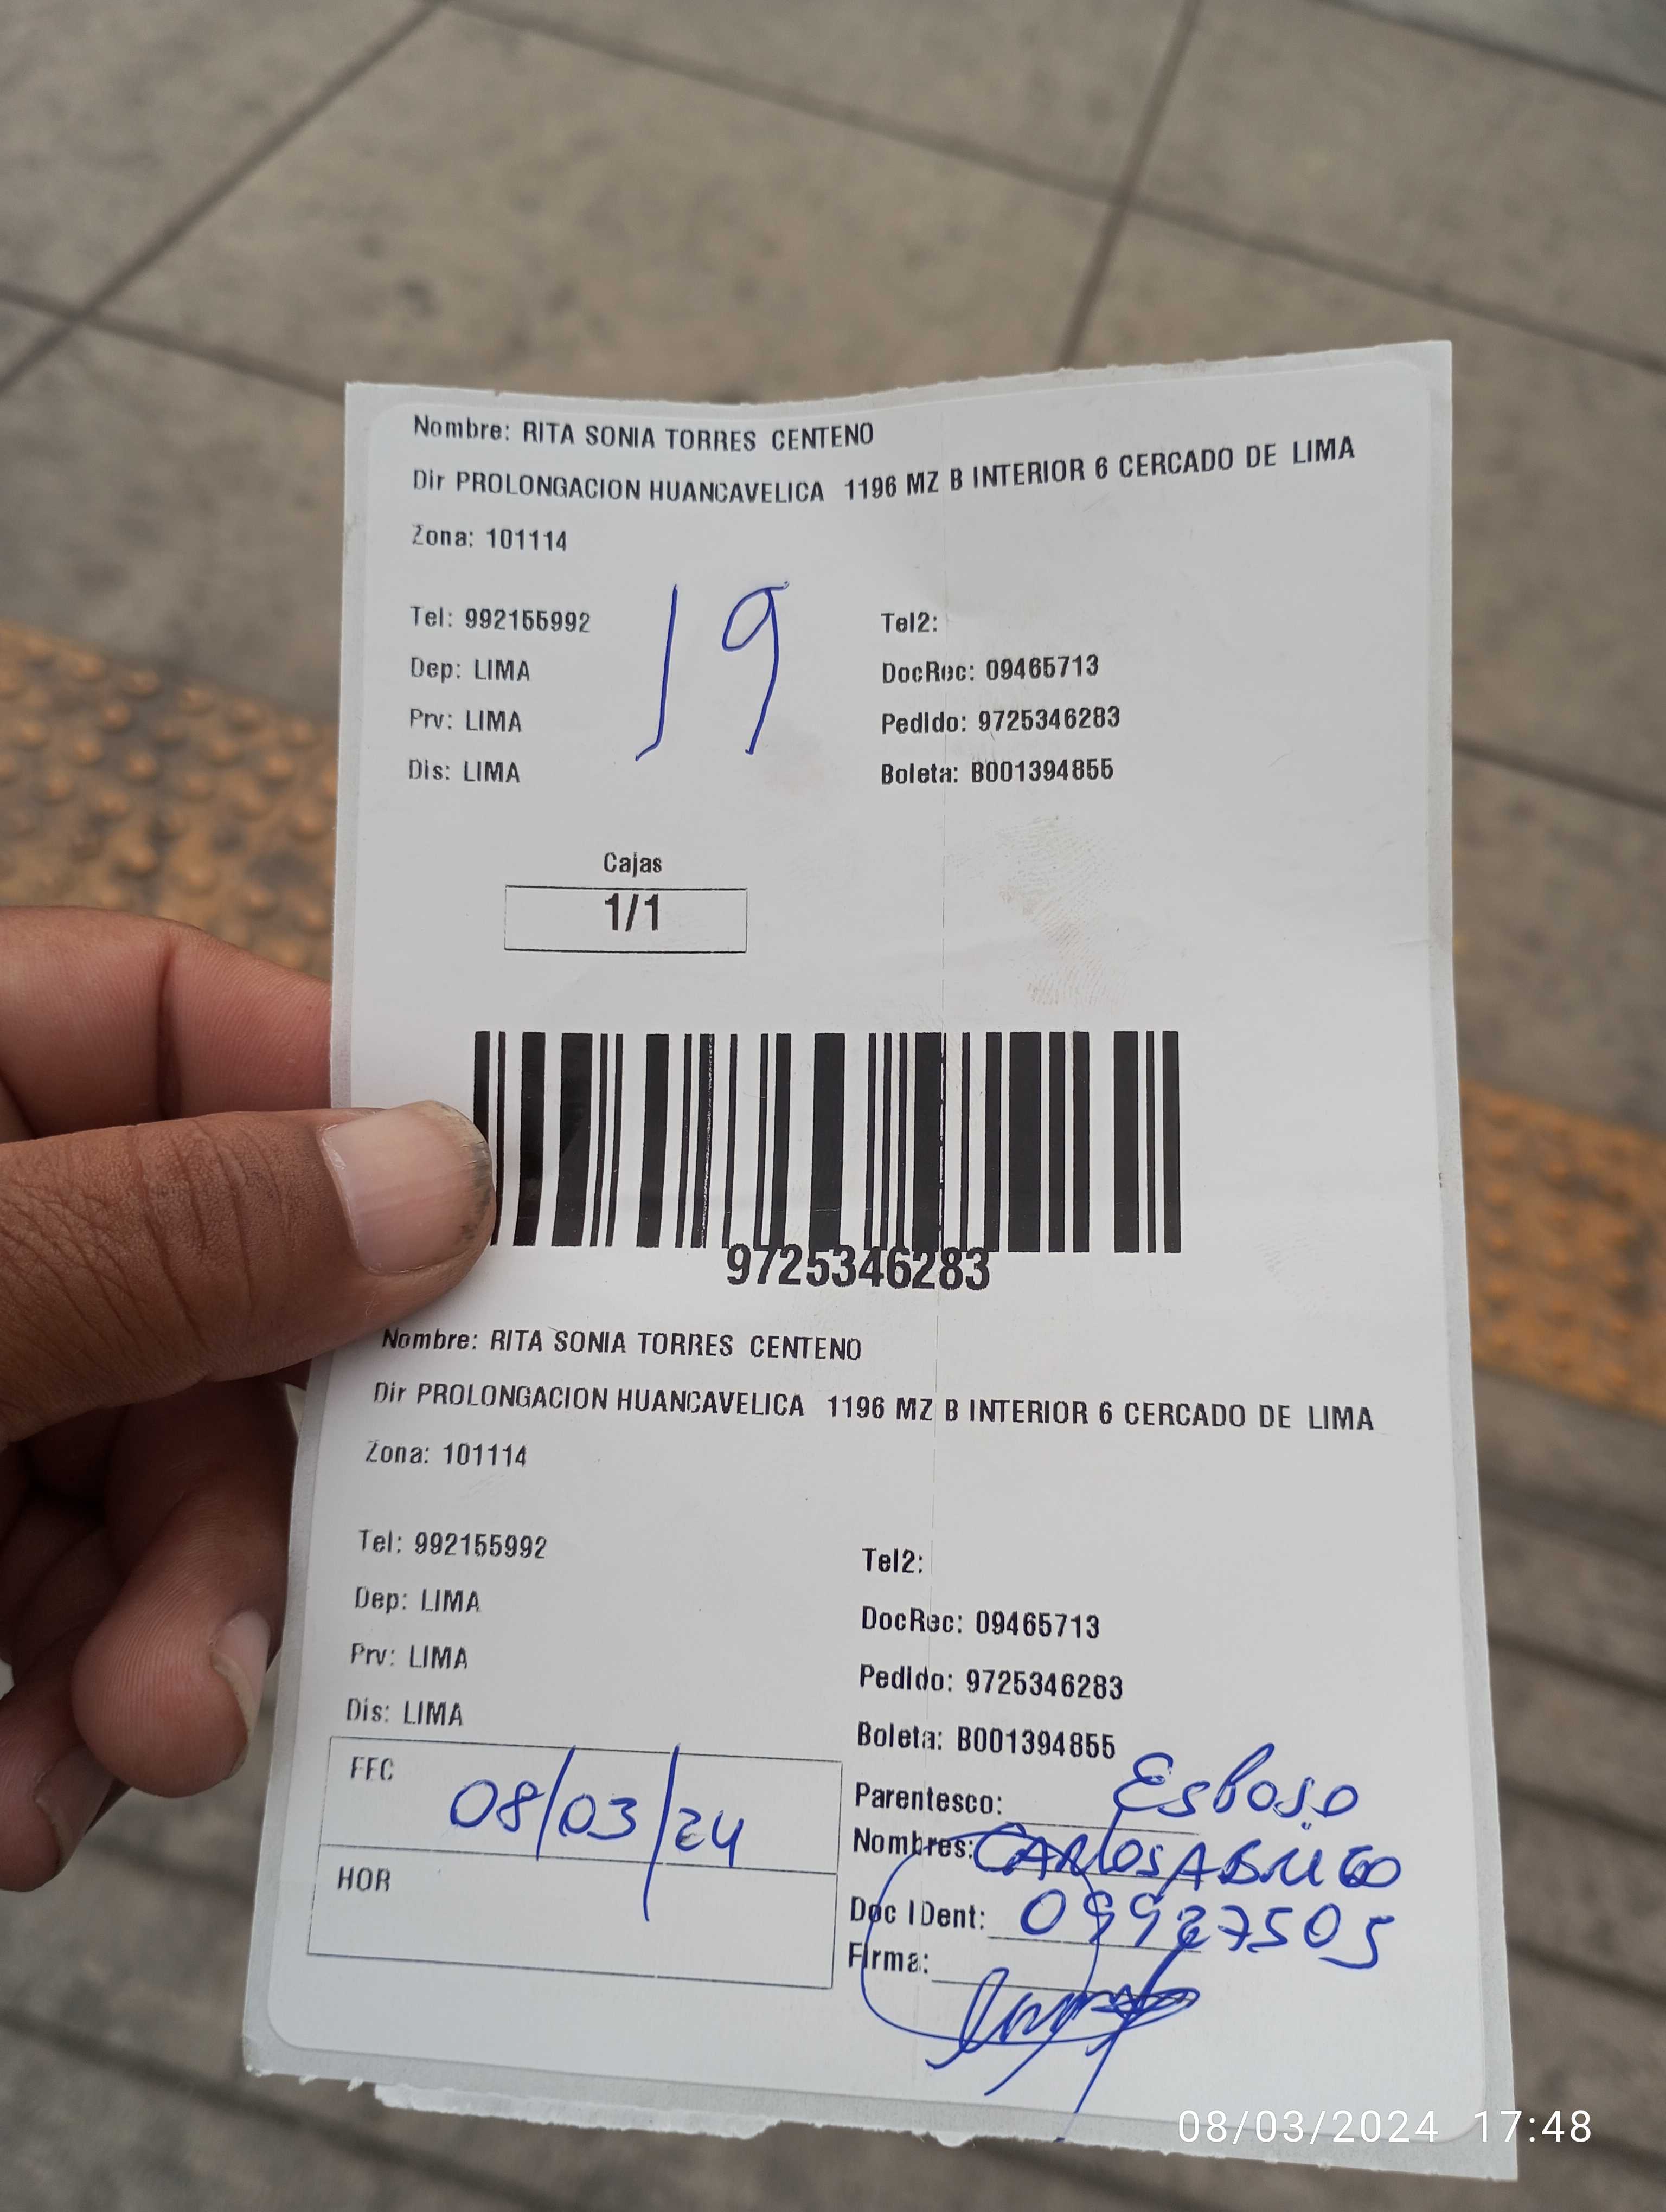 Nombre: RITA SONIA TORRES CENTENO
Dir PROLONGACION HUANCAVELICA 1196 MZ B INTERIOR 6 CERCADO DE LIMA
Zona: 101114
19
Tel: 992155992 Tel2:
Dep: LIMA DocRec: 09465713
Prv: LIMA Pedido: 9725346283
Dis: LIMA Boleta: B001394855
Cajas
1/1
9725346283
Nombre: RITA SONIA TORRES CENTENO
Dir PROLONGACION HUANCAVELICA 1196 MZ B INTERIOR 6 CERCADO DE LIMA
Zona: 101114
Tel: 992155992 Tel2:
Dep: LIMA DocRec: 09465713
Prv: LIMA Pedido: 9725346283
Dis: LIMA Boleta: B001394855
FEC 08/03/24
HOR
Parentesco: Esposo
Nombres: CARLOS
Doc IDent: 09927505
Firma:
08/03/2024 17:48